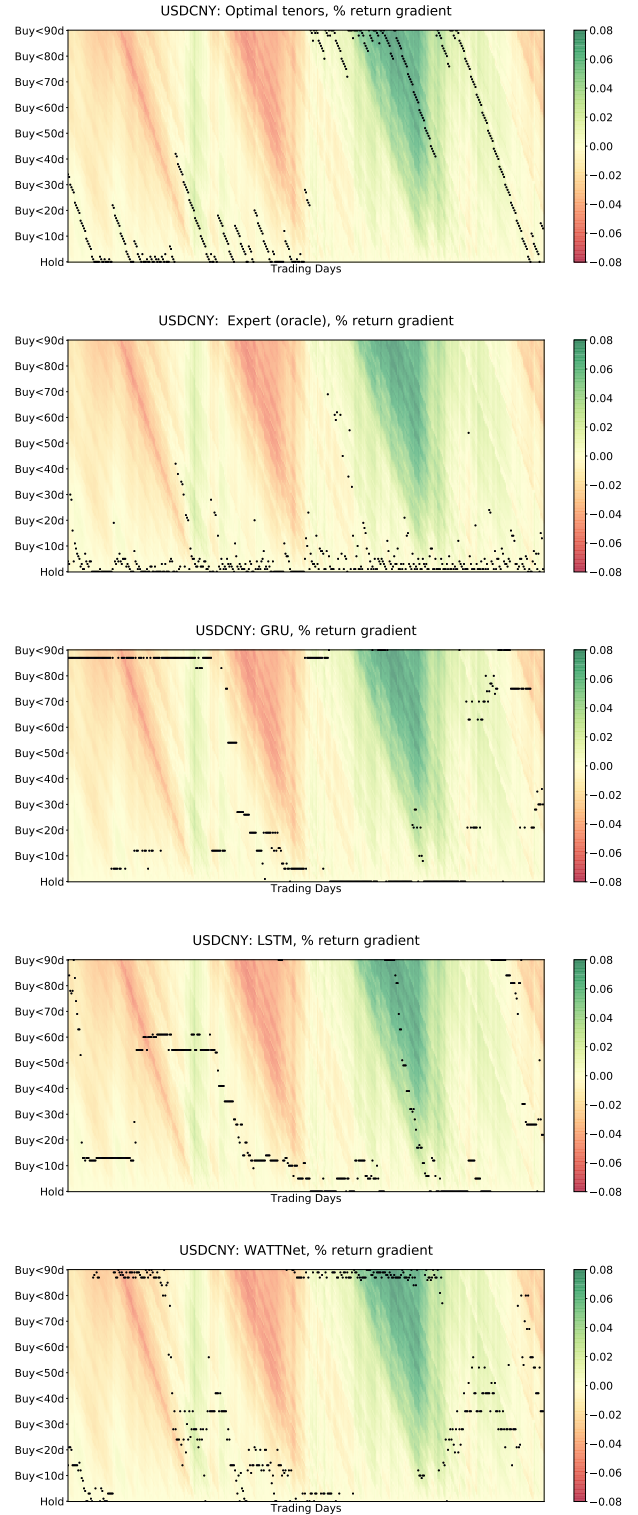 USDCNY: Optimal tenors, % return gradient
Buy<90d
Buy<80d
Buy<70d
Buy<60d
Buy<50d
Buy<40d
Buy<30d
Buy<20d
Buy<10d
Hold
Trading Days
0.08
0.06
0.04
0.02
0.00
−0.02
−0.04
−0.06
−0.08
USDCNY:  Expert (oracle), % return gradient
Buy<90d
Buy<80d
Buy<70d
Buy<60d
Buy<50d
Buy<40d
Buy<30d
Buy<20d
Buy<10d
Hold
0.08
0.06
0.04
0.02
0.00
−0.02
−0.04
−0.06
−0.08
USDCNY: GRU, % return gradient
Buy<90d
Buy<80d
Buy<70d
Buy<60d
Buy<50d
Buy<40d
Buy<30d
Buy<20d
Buy<10d
Hold
Trading Days
0.08
0.06
0.04
0.02
0.00
−0.02
−0.04
−0.06
−0.08
USDCNY: LSTM, % return gradient
Buy<90d
Buy<80d
Buy<70d
Buy<60d
Buy<50d
Buy<40d
Buy<30d
Buy<20d
Buy<10d
Hold
Trading Days
0.08
0.06
0.04
0.02
0.00
−0.02
−0.04
−0.06
−0.08
USDCNY: WATTNet, % return gradient
Buy<90d
Buy<80d
Buy<70d
Buy<60d
Buy<50d
Buy<40d
Buy<30d
Buy<20d
Buy<10d
Hold
Trading Days
0.08
0.06
0.04
0.02
0.00
−0.02
−0.04
−0.06
−0.08